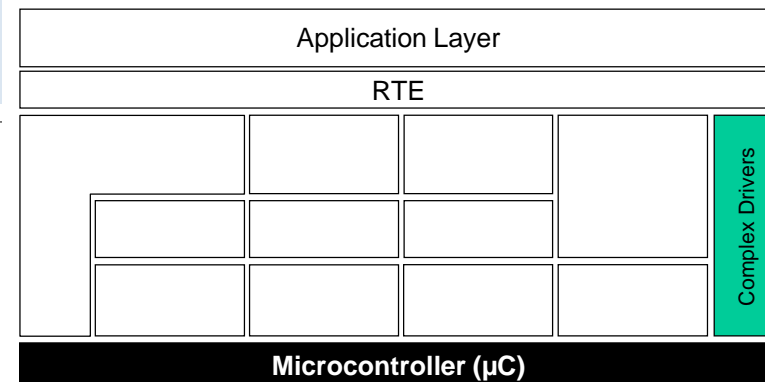 Application Layer
RTE
Complex Drivers
Microcontroller (µC)